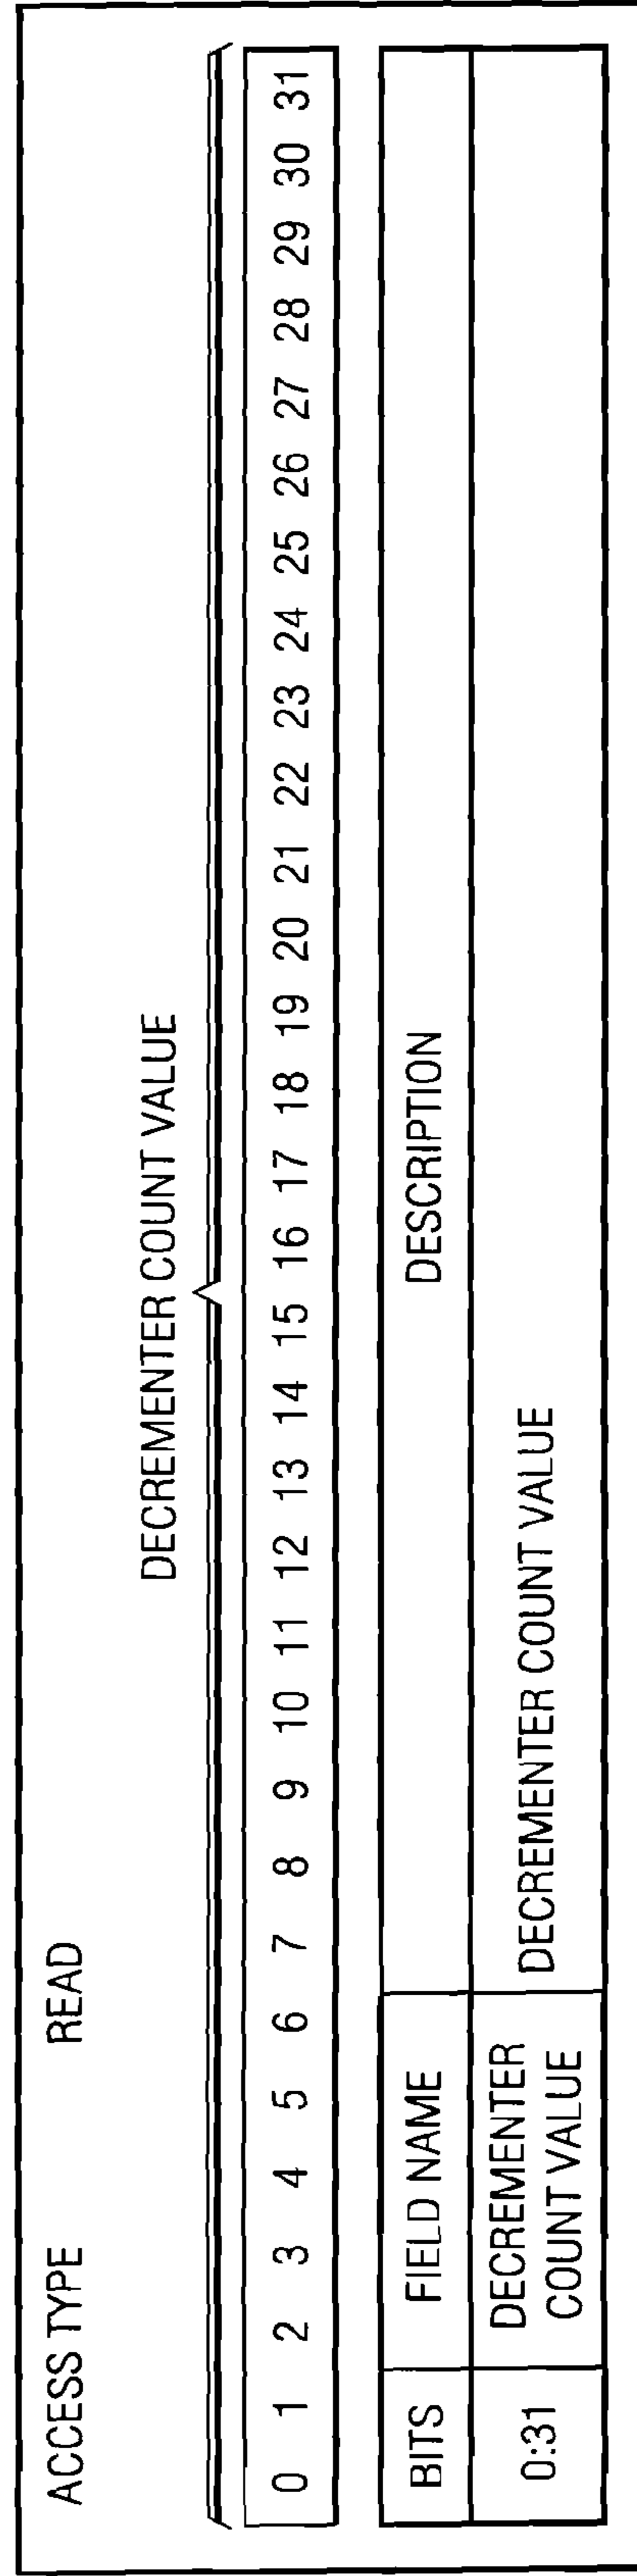 ACCESS TYPE READ
DECREMENTER COUNT VALUE
0 1 2 3 4 5 6 7 8 9 10 11 12 13 14 15 16 17 18 19 20 21 22 23 24 25 26 27 28 29 30 31
BITS FIELD NAME DESCRIPTION
0:31 DECREMENTER COUNT VALUE DECREMENTER COUNT VALUE